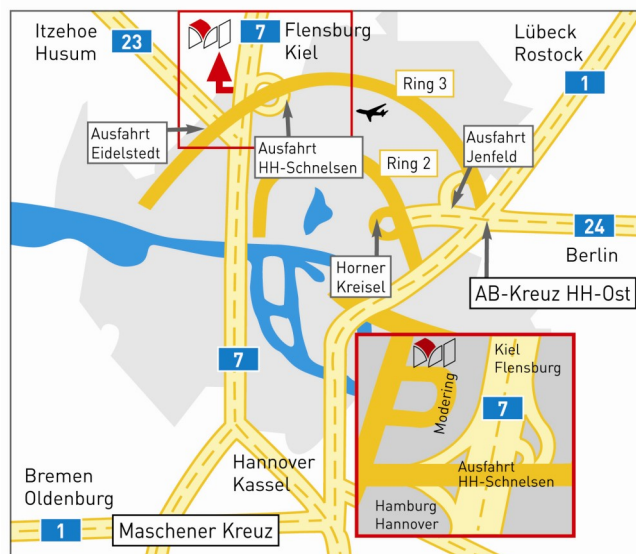 Itzehoe
Husum
23
7
Flensburg
Kiel
Lübeck
Rostock
1
Ring 3
Ausfahrt
Eidelstedt
Ausfahrt
HH-Schnelsen
Ring 2
Ausfahrt
Jenfeld
24
Berlin
Horner
Kreisel
AB-Kreuz HH-Ost
7
Kiel
Flensburg
7
Modering
Ausfahrt
HH-Schnelsen
Hamburg
Hannover
Hannover
Kassel
Bremen
Oldenburg
1
Maschener Kreuz